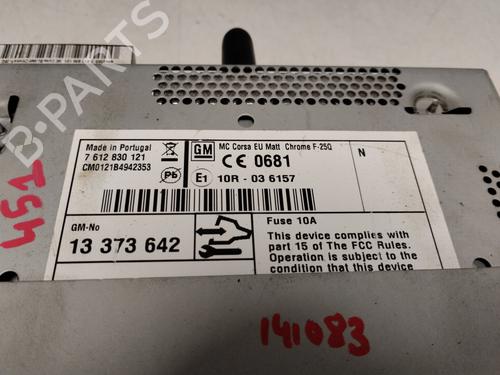 B-PARTS
Made in Portugal
7 612 830 121
CM0121B4942353
GM
MC Corsa EU Matt Chrome F-25Q
CE 0681
N
Pb
E1
10R - 03 6157
GM-No
13 373 642
Fuse 10A
This device complies with
part 15 of The FCC Rules.
Operation is subject to the
condition that this device
451
141083